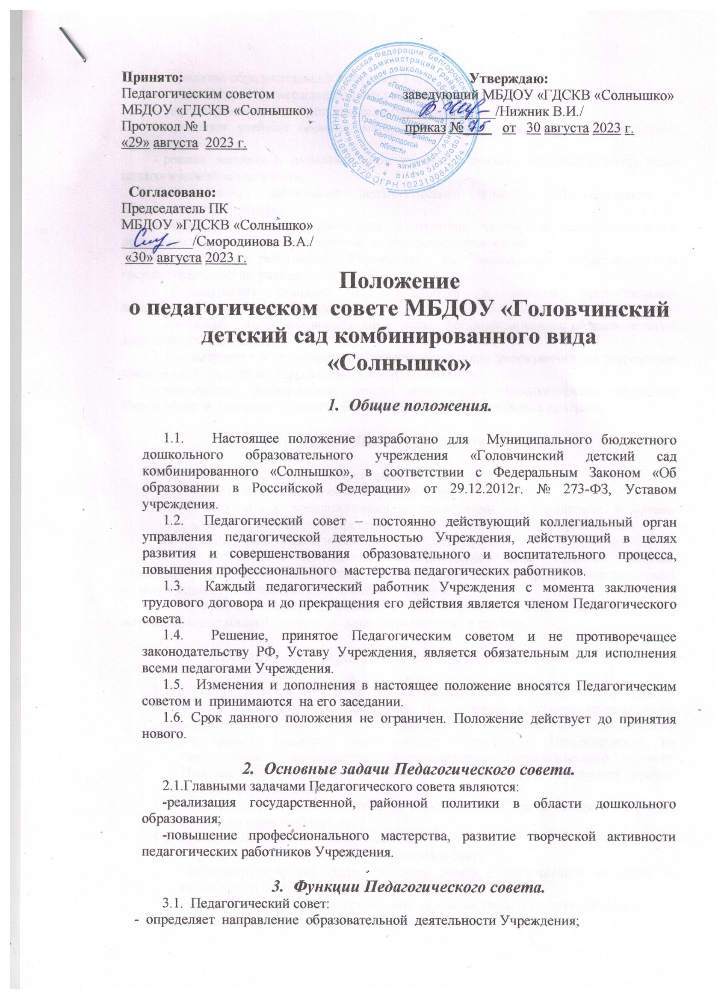 Принято:
Педагогическим советом
МБДОУ «ГДСКВ «Солнышко»
Протокол № 1
«29» августа 2023 г.
Утверждаю:
заведующий МБДОУ «ГДСКВ «Солнышко»
/Нижник В.И./
приказ № 75 от 30 августа 2023 г.
Российская Федерация Белгородская
ОГРН 1023100645204
ИНН 3108005120
Управление образования администрации Грайворонского городского округа
Муниципальное бюджетное дошкольное образовательное учреждение
«Головчинский
детский сад
комбинированного вида
«Солнышко»
Грайворонского района
Белгородской
области
Согласовано:
Председатель ПК
МБДОУ »ГДСКВ «Солнышко»
/Смородинова В.А./
«30» августа 2023 г.
Положение
о педагогическом совете МБДОУ «Головчинский
детский сад комбинированного вида
«Солнышко»
1. Общие положения.
1.1. Настоящее положение разработано для Муниципального бюджетного
дошкольного образовательного учреждения «Головчинский детский сад
комбинированного «Солнышко», в соответствии с Федеральным Законом «Об
образовании в Российской Федерации» от 29.12.2012г. № 273-ФЗ, Уставом
учреждения.
1.2. Педагогический совет – постоянно действующий коллегиальный орган
управления педагогической деятельностью Учреждения, действующий в целях
развития и совершенствования образовательного и воспитательного процесса,
повышения профессионального мастерства педагогических работников.
1.3. Каждый педагогический работник Учреждения с момента заключения
трудового договора и до прекращения его действия является членом Педагогического
совета.
1.4. Решение, принятое Педагогическим советом и не противоречащее
законодательству РФ, Уставу Учреждения, является обязательным для исполнения
всеми педагогами Учреждения.
1.5. Изменения и дополнения в настоящее положение вносятся Педагогическим
советом и принимаются на его заседании.
1.6. Срок данного положения не ограничен. Положение действует до принятия
нового.
2. Основные задачи Педагогического совета.
2.1.Главными задачами Педагогического совета являются:
-реализация государственной, районной политики в области дошкольного
образования;
-повышение профессионального мастерства, развитие творческой активности
педагогических работников Учреждения.
3. Функции Педагогического совета.
3.1. Педагогический совет:
- определяет направление образовательной деятельности Учреждения;